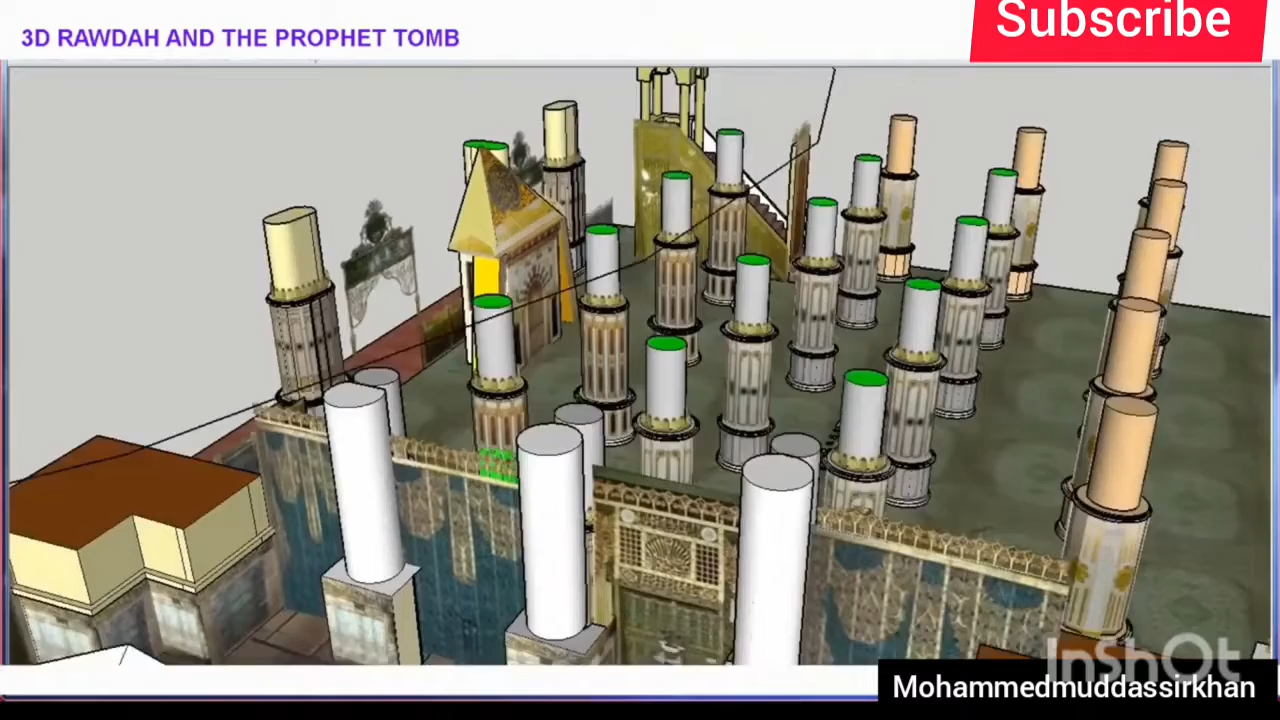 Subscribe
3D RAWDAH AND THE PROPHET TOMB
InShOt
Mohammedmuddassirkhan